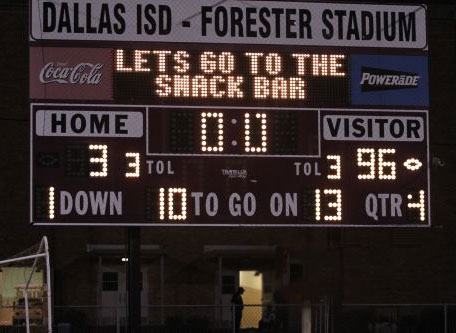 DALLAS ISD - FORESTER STADIUM
Coca-Cola LETS GO TO THE SMACK BAR POWERADE
HOME 0:0 VISITOR
3 3 TOL TOL 3 96
1 DOWN 10 TO GO ON 13 QTR 4